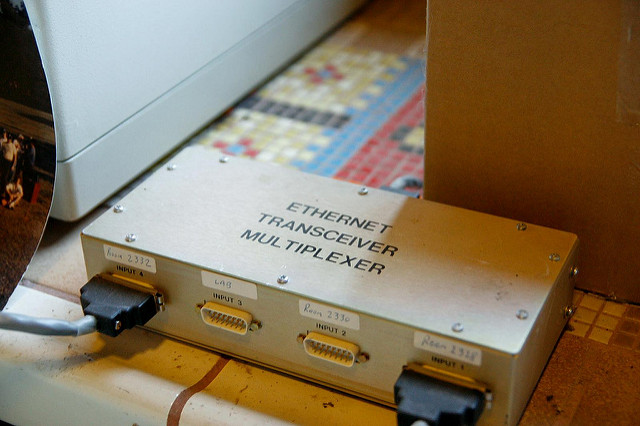 ETHERNET
TRANSCEIVER
MULTIPLEXER
Room 2332
INPUT 4
LAB
INPUT 3
Room 2330
INPUT 2
Room 2328
INPUT 1